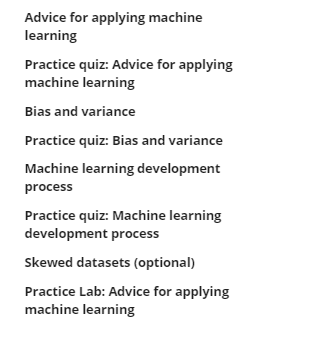 Advice for applying machine
learning
Practice quiz: Advice for applying
machine learning
Bias and variance
Practice quiz: Bias and variance
Machine learning development
process
Practice quiz: Machine learning
development process
Skewed datasets (optional)
Practice Lab: Advice for applying
machine learning